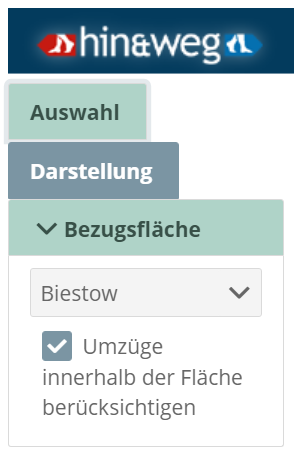 hin&weg
Auswahl
Darstellung
Bezugsfläche
Biestow
Umzüge
innerhalb der Fläche
berücksichtigen